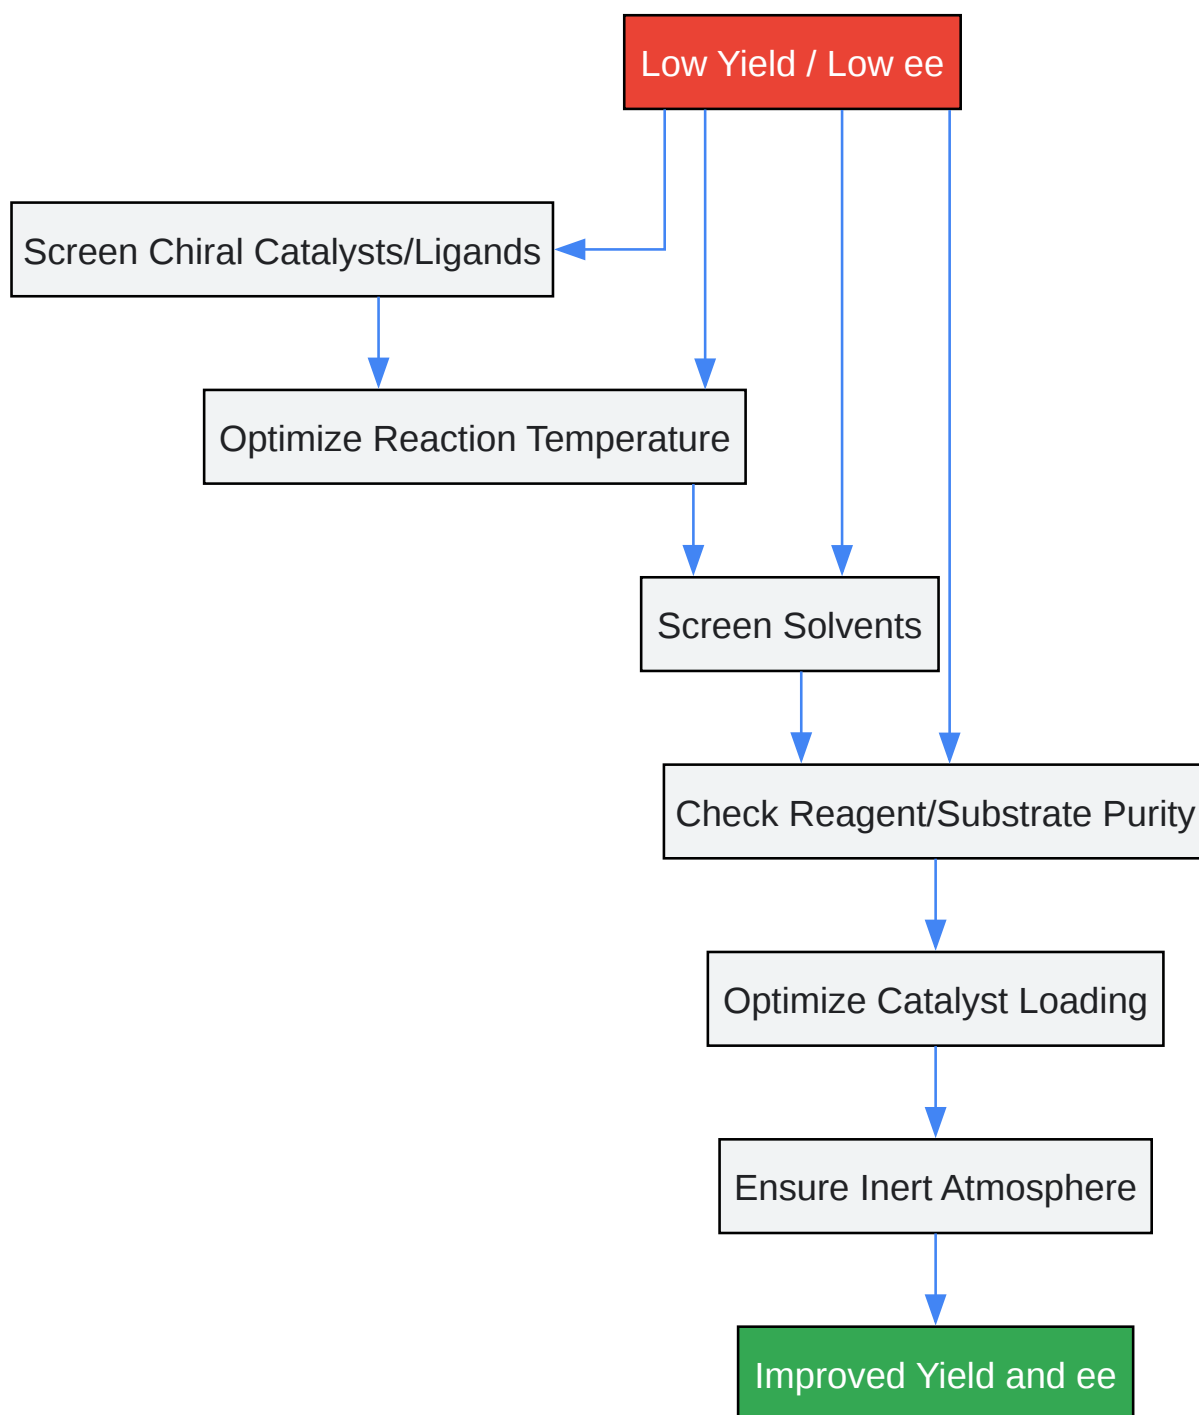 Low Yield / Low ee
Screen Chiral Catalysts/Ligands
Optimize Reaction Temperature
Screen Solvents
Check Reagent/Substrate Purity
Optimize Catalyst Loading
Ensure Inert Atmosphere
Improved Yield and ee